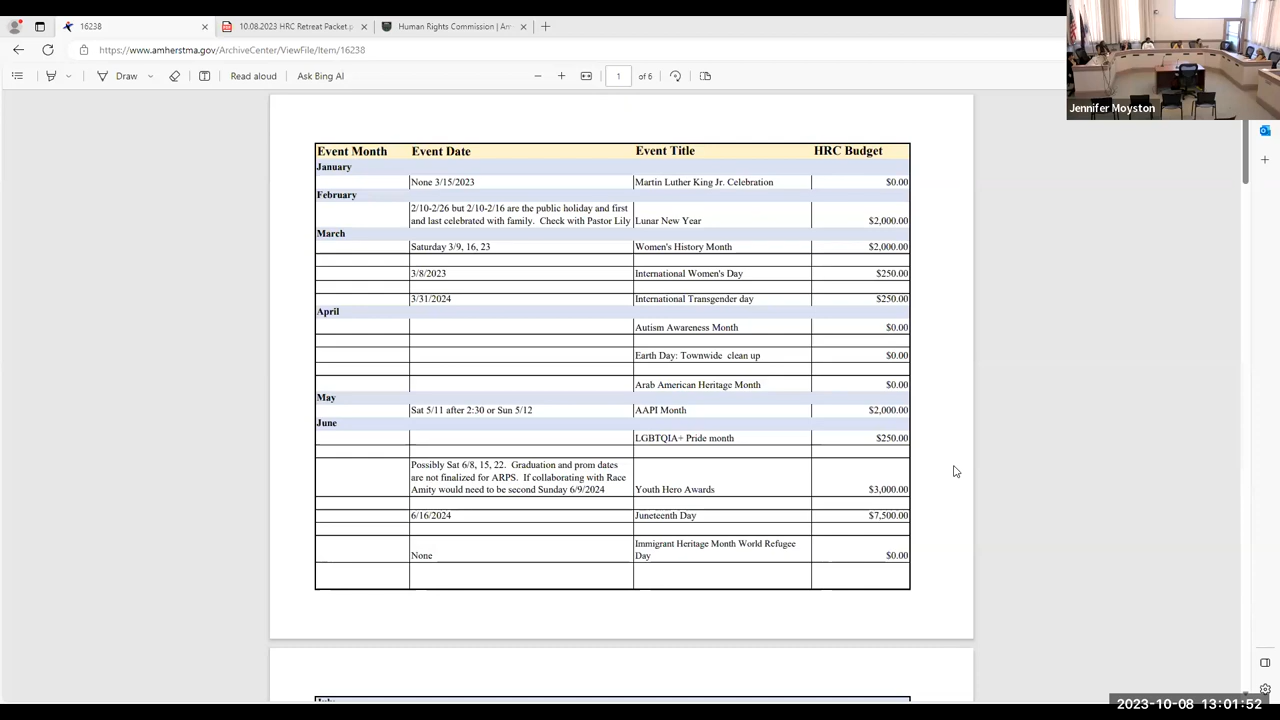 16238
10.08.2023 HRC Retreat Packet.p
Human Rights Commission | Am
https://www.amherstma.gov/ArchiveCenter/ViewFile/Item/16238
Draw
Read aloud
Ask Bing AI
1 of 6
Jennifer Moyston
Event Month Event Date Event Title HRC Budget
January
None 3/15/2023 Martin Luther King Jr. Celebration $0.00
February
2/10-2/26 but 2/10-2/16 are the public holiday and first
and last celebrated with family. Check with Pastor Lily Lunar New Year $2,000.00
March
Saturday 3/9, 16, 23 Women's History Month $2,000.00
3/8/2023 International Women's Day $250.00
3/31/2024 International Transgender day $250.00
April
Autism Awareness Month $0.00
Earth Day: Townwide clean up $0.00
Arab American Heritage Month $0.00
May
Sat 5/11 after 2:30 or Sun 5/12 AAPI Month $2,000.00
June
LGBTQIA+ Pride month $250.00
Possibly Sat 6/8, 15, 22. Graduation and prom dates
are not finalized for ARPS. If collaborating with Race
Amity would need to be second Sunday 6/9/2024 Youth Hero Awards $3,000.00
6/16/2024 Juneteenth Day $7,500.00
Immigrant Heritage Month World Refugee
None Day $0.00
2023-10-08 13:01:52